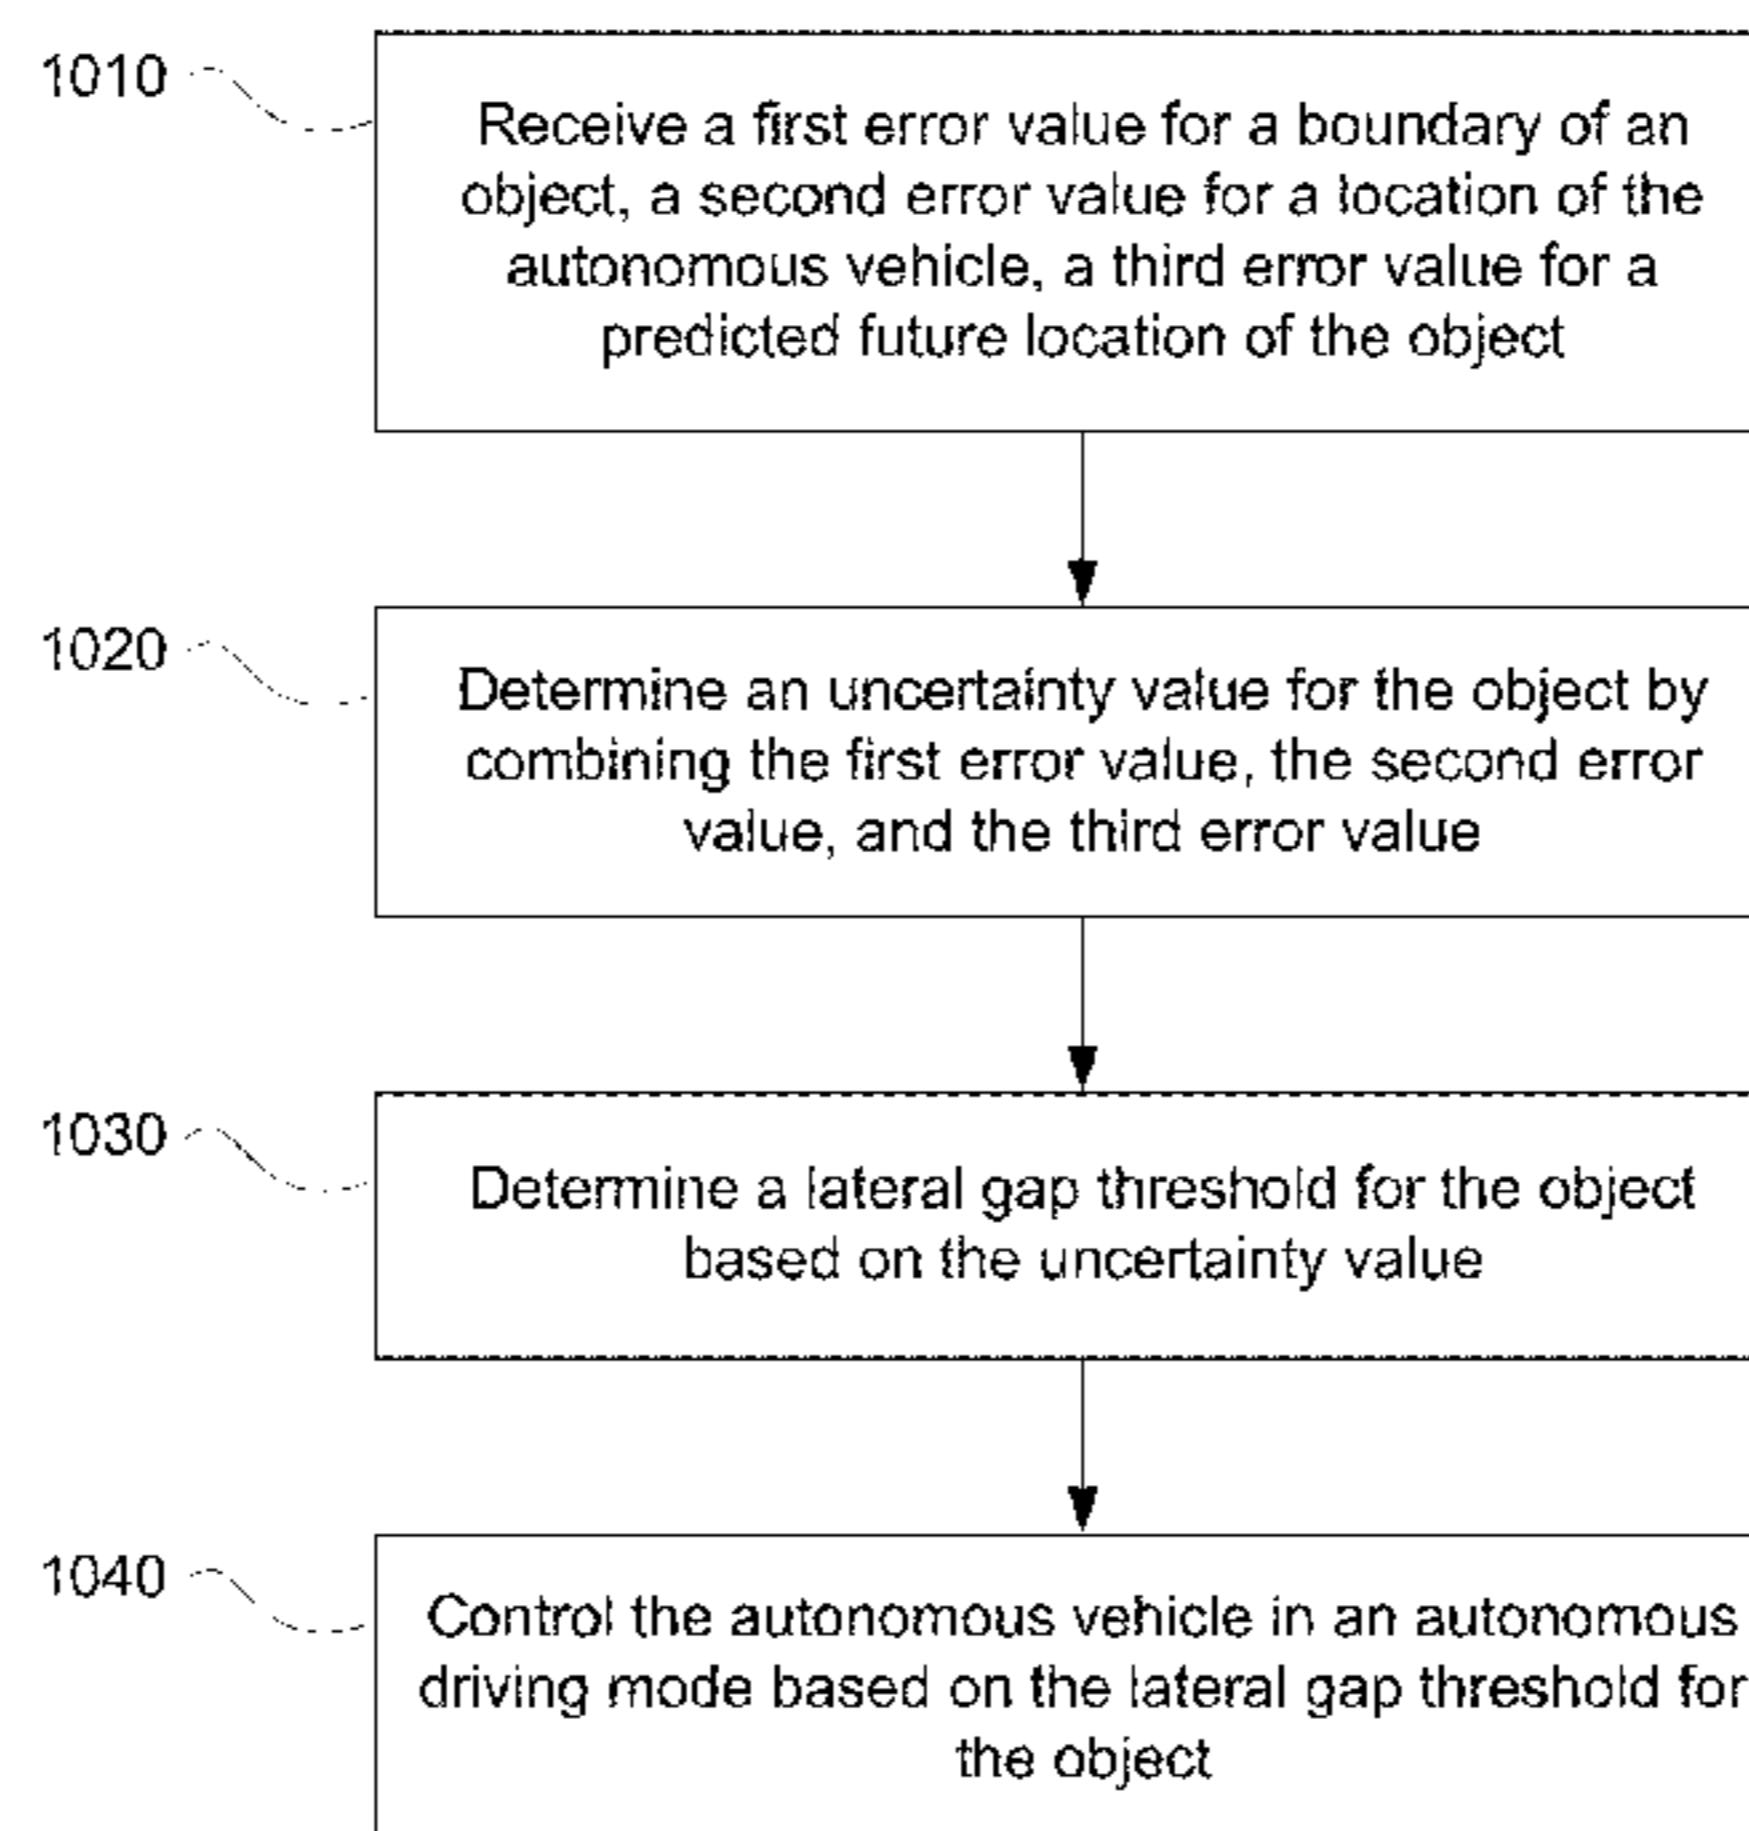 1010
Receive a first error value for a boundary of an
object, a second error value for a location of the
autonomous vehicle, a third error value for a
predicted future location of the object
1020
Determine an uncertainty value for the object by
combining the first error value, the second error
value, and the third error value
1030
Determine a lateral gap threshold for the object
based on the uncertainty value
1040
Control the autonomous vehicle in an autonomous
driving mode based on the lateral gap threshold for
the object